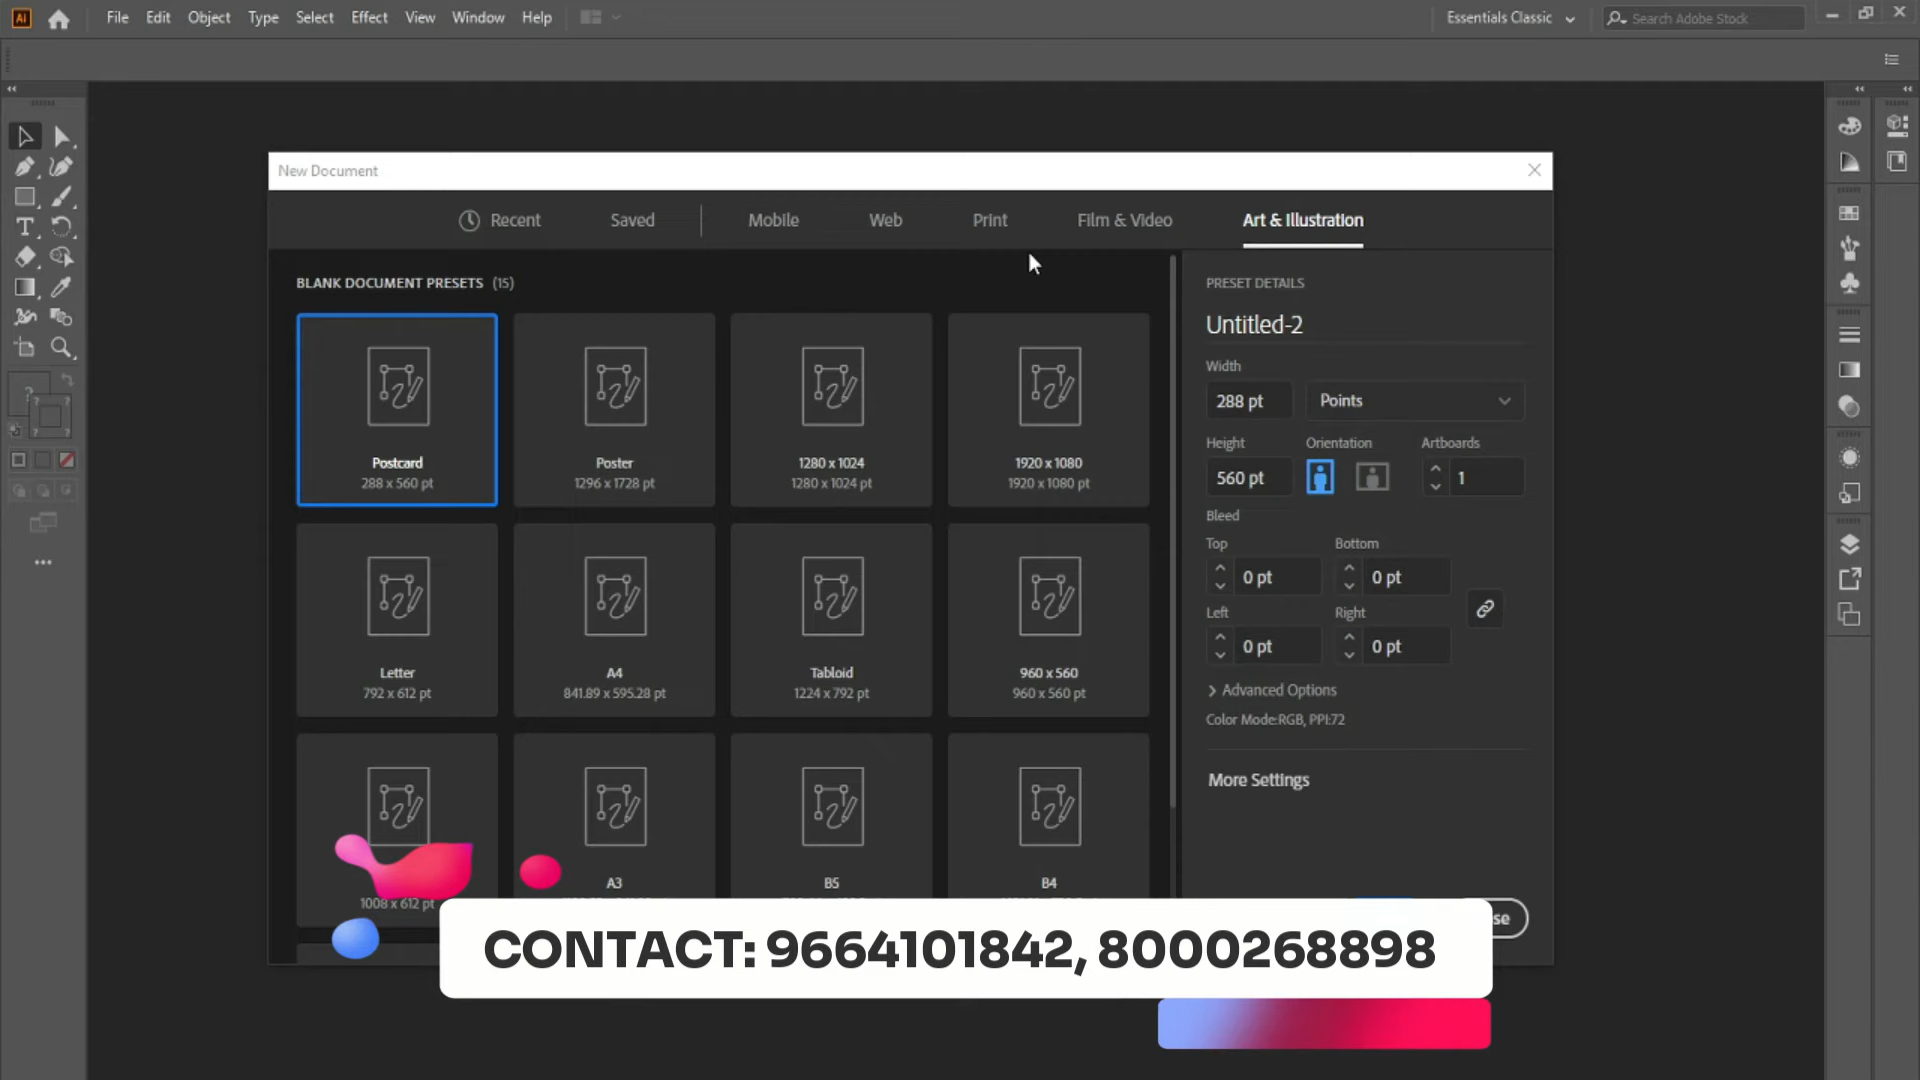 Ai File Edit Object Type Select Effect View Window Help Essentials Classic Search Adobe Stock
New Document
Recent Saved Mobile Web Print Film & Video Art & Illustration
BLANK DOCUMENT PRESETS (15)
PRESET DETAILS
Untitled-2
Width
288 pt Points
Height Orientation Artboards
560 pt 1
Postcard Poster 1280 x 1024 1920 x 1080
288 x 560 pt 1296 x 1728 pt 1280 x 1024 pt 1920 x 1080 pt
Bleed
Top Bottom
0 pt 0 pt
Left Right
0 pt 0 pt
Letter A4 Tabloid 960 x 560
792 x 612 pt 841.89 x 595.28 pt 1224 x 792 pt 960 x 560 pt
Advanced Options
Color Mode:RGB, PPI:72
More Settings
A3 B5 B4
1008 x 612 pt
CONTACT: 9664101842, 8000268898